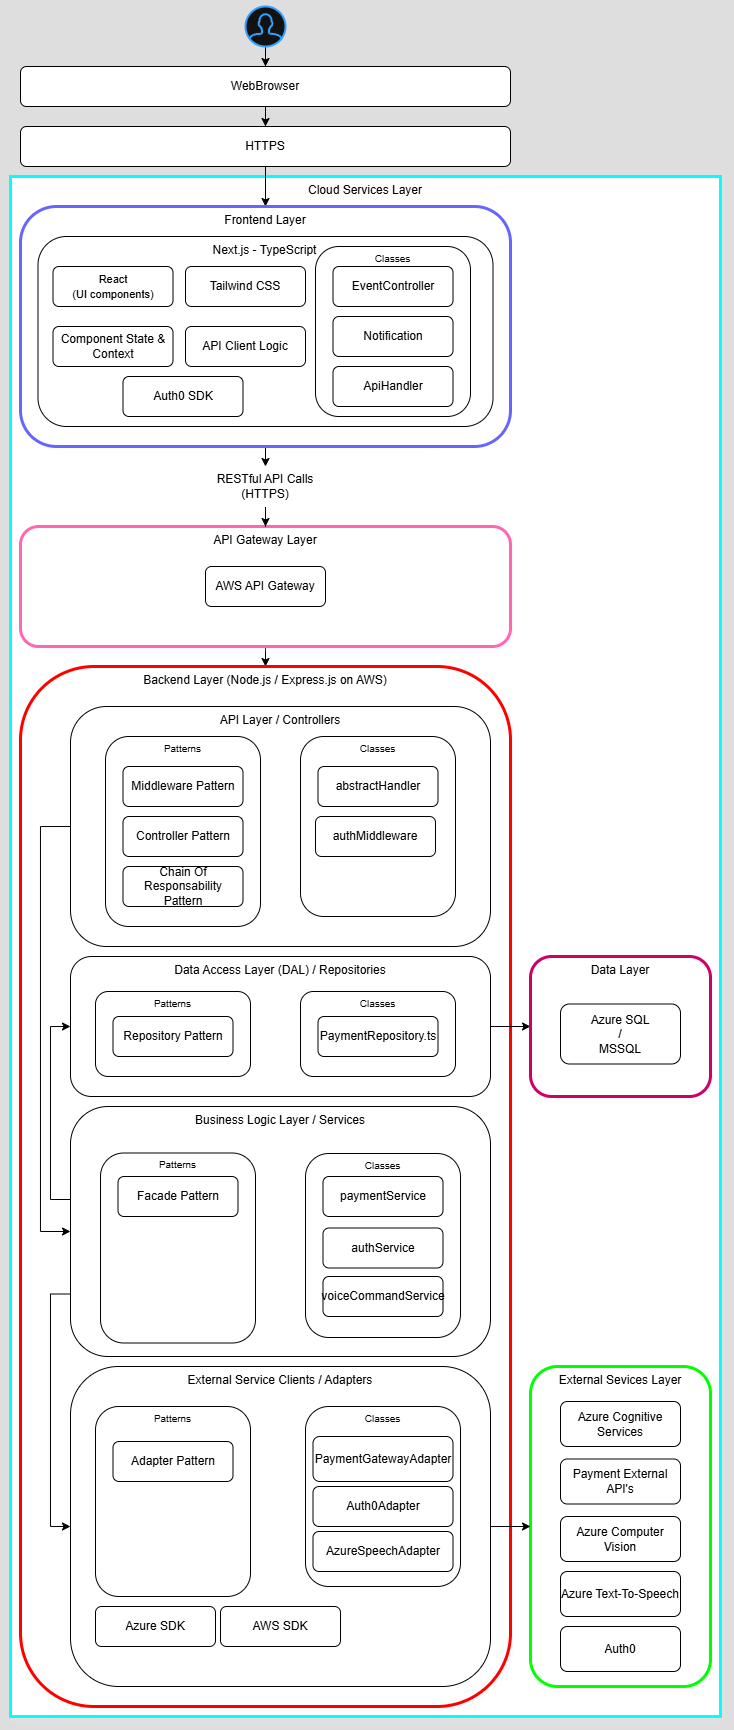 WebBrowser
HTTPS
Cloud Services Layer
Frontend Layer
Next.js - TypeScript
React
(UI components)
Tailwind CSS
Component State &
Context
API Client Logic
Auth0 SDK
Classes
EventController
Notification
ApiHandler
RESTful API Calls
(HTTPS)
API Gateway Layer
AWS API Gateway
Backend Layer (Node.js / Express.js on AWS)
API Layer / Controllers
Patterns
Middleware Pattern
Controller Pattern
Chain Of
Responsability
Pattern
Classes
abstractHandler
authMiddleware
Data Access Layer (DAL) / Repositories
Patterns
Repository Pattern
Classes
PaymentRepository.ts
Data Layer
Azure SQL
/
MSSQL
Business Logic Layer / Services
Patterns
Facade Pattern
Classes
paymentService
authService
voiceCommandService
External Service Clients / Adapters
Patterns
Adapter Pattern
Classes
PaymentGatewayAdapter
Auth0Adapter
AzureSpeechAdapter
Azure SDK
AWS SDK
External Sevices Layer
Azure Cognitive
Services
Payment External
API's
Azure Computer
Vision
Azure Text-To-Speech
Auth0